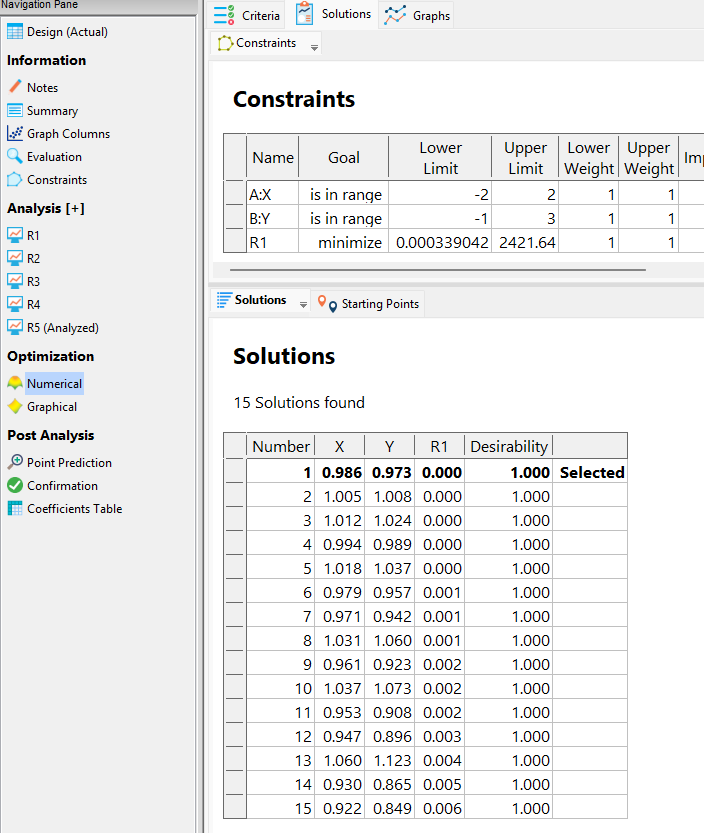 Navigation Pane
Design (Actual)
Information
Notes
Summary
Graph Columns
Evaluation
Constraints
Analysis [+]
R1
R2
R3
R4
R5 (Analyzed)
Optimization
Numerical
Graphical
Post Analysis
Point Prediction
Confirmation
Coefficients Table
Criteria Solutions Graphs
Constraints
Constraints
Name Goal Lower Limit Upper Limit Lower Weight Upper Weight Imp
A:X is in range -2 2 1 1
B:Y is in range -1 3 1 1
R1 minimize 0.000339042 2421.64 1 1
Solutions Starting Points
Solutions
15 Solutions found
Number X Y R1 Desirability
1 0.986 0.973 0.000 1.000 Selected
2 1.005 1.008 0.000 1.000
3 1.012 1.024 0.000 1.000
4 0.994 0.989 0.000 1.000
5 1.018 1.037 0.000 1.000
6 0.979 0.957 0.001 1.000
7 0.971 0.942 0.001 1.000
8 1.031 1.060 0.001 1.000
9 0.961 0.923 0.002 1.000
10 1.037 1.073 0.002 1.000
11 0.953 0.908 0.002 1.000
12 0.947 0.896 0.003 1.000
13 1.060 1.123 0.004 1.000
14 0.930 0.865 0.005 1.000
15 0.922 0.849 0.006 1.000